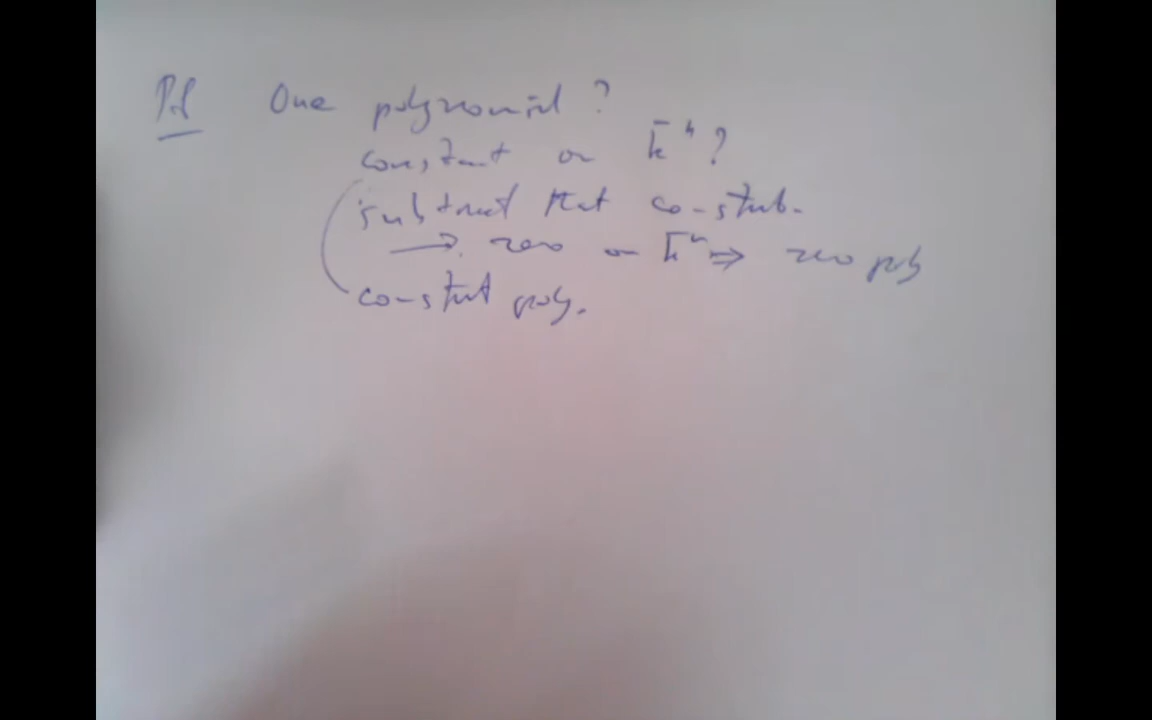 Pf One polynomial?
constant on k̄ⁿ?
subtract that constant.
→ zero on k̄ⁿ ⇒ zero poly
constant poly.